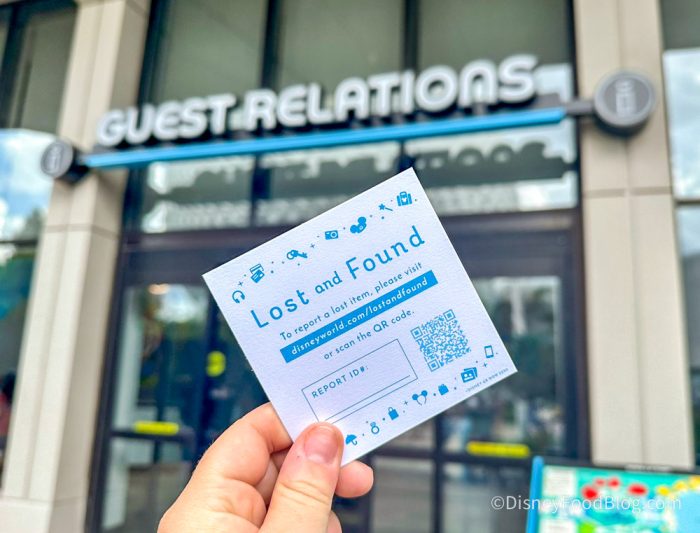 GUEST RELATIONS
Lost and Found
To report a lost item, please visit
disneyworld.com/lostandfound
or scan the QR code.
REPORT ID#:
©DisneyFoodBlog.com